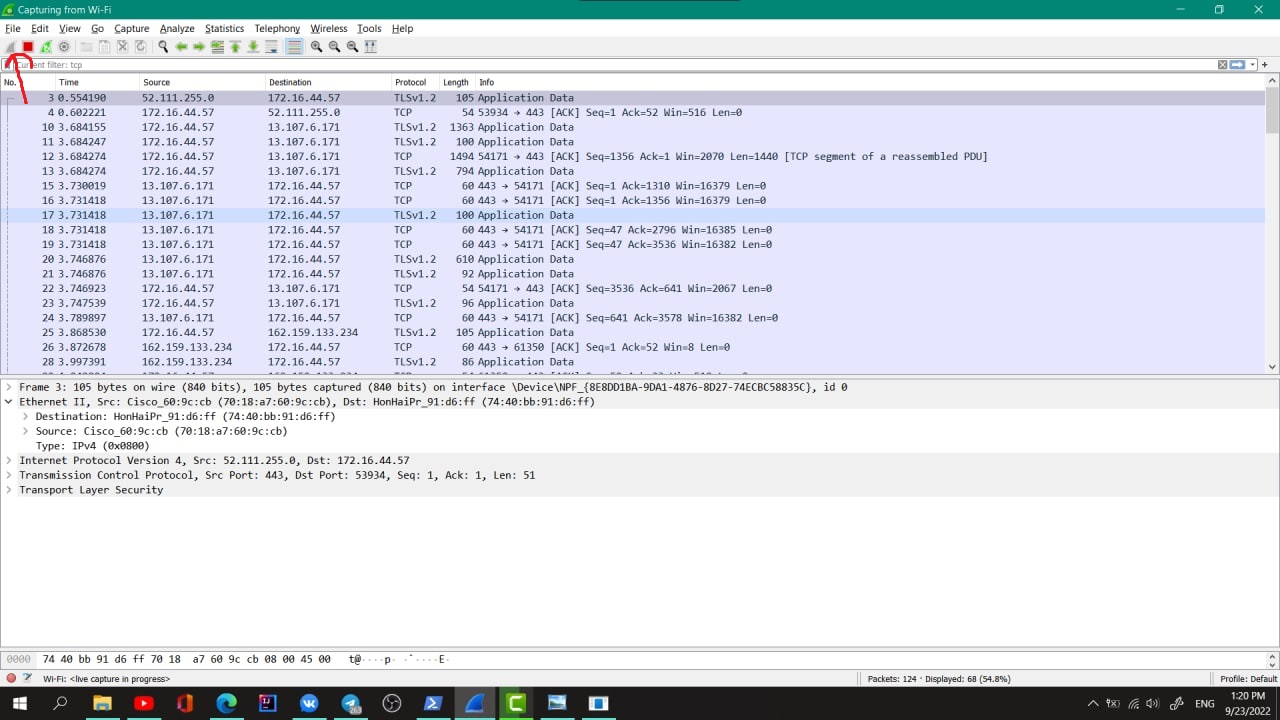 Capturing from Wi-Fi
File Edit View Go Capture Analyze Statistics Telephony Wireless Tools Help
Current filter: tcp
No. Time Source Destination Protocol Length Info
3 0.554190 52.111.255.0 172.16.44.57 TLSv1.2 105 Application Data
4 0.602221 172.16.44.57 52.111.255.0 TCP 54 53934 → 443 [ACK] Seq=1 Ack=52 Win=516 Len=0
10 3.684155 172.16.44.57 13.107.6.171 TLSv1.2 1363 Application Data
11 3.684247 172.16.44.57 13.107.6.171 TLSv1.2 100 Application Data
12 3.684274 172.16.44.57 13.107.6.171 TCP 1494 54171 → 443 [ACK] Seq=1356 Ack=1 Win=2070 Len=1440 [TCP segment of a reassembled PDU]
13 3.684274 172.16.44.57 13.107.6.171 TLSv1.2 794 Application Data
15 3.730019 13.107.6.171 172.16.44.57 TCP 60 443 → 54171 [ACK] Seq=1 Ack=1310 Win=16379 Len=0
16 3.731418 13.107.6.171 172.16.44.57 TCP 60 443 → 54171 [ACK] Seq=1 Ack=1356 Win=16379 Len=0
17 3.731418 13.107.6.171 172.16.44.57 TLSv1.2 100 Application Data
18 3.731418 13.107.6.171 172.16.44.57 TCP 60 443 → 54171 [ACK] Seq=47 Ack=2796 Win=16385 Len=0
19 3.731418 13.107.6.171 172.16.44.57 TCP 60 443 → 54171 [ACK] Seq=47 Ack=3536 Win=16382 Len=0
20 3.746876 13.107.6.171 172.16.44.57 TLSv1.2 610 Application Data
21 3.746876 13.107.6.171 172.16.44.57 TLSv1.2 92 Application Data
22 3.746923 172.16.44.57 13.107.6.171 TCP 54 54171 → 443 [ACK] Seq=3536 Ack=641 Win=2067 Len=0
23 3.747539 172.16.44.57 13.107.6.171 TLSv1.2 96 Application Data
24 3.789897 13.107.6.171 172.16.44.57 TCP 60 443 → 54171 [ACK] Seq=641 Ack=3578 Win=16382 Len=0
25 3.868530 172.16.44.57 162.159.133.234 TLSv1.2 105 Application Data
26 3.872678 162.159.133.234 172.16.44.57 TCP 60 443 → 61350 [ACK] Seq=1 Ack=52 Win=8 Len=0
28 3.997391 162.159.133.234 172.16.44.57 TLSv1.2 86 Application Data
Frame 3: 105 bytes on wire (840 bits), 105 bytes captured (840 bits) on interface \Device\NPF_{8E8DD1BA-9DA1-4876-8D27-74ECBC58835C}, id 0
Ethernet II, Src: Cisco_60:9c:cb (70:18:a7:60:9c:cb), Dst: HonHaiPr_91:d6:ff (74:40:bb:91:d6:ff)
Destination: HonHaiPr_91:d6:ff (74:40:bb:91:d6:ff)
Source: Cisco_60:9c:cb (70:18:a7:60:9c:cb)
Type: IPv4 (0x0800)
Internet Protocol Version 4, Src: 52.111.255.0, Dst: 172.16.44.57
Transmission Control Protocol, Src Port: 443, Dst Port: 53934, Seq: 1, Ack: 1, Len: 51
Transport Layer Security
0000 74 40 bb 91 d6 ff 70 18 a7 60 9c cb 08 00 45 00 t@····p· ·`····E·
Wi-Fi: <live capture in progress> Packets: 124 · Displayed: 68 (54.8%) Profile: Default
ENG 1:20 PM
9/23/2022